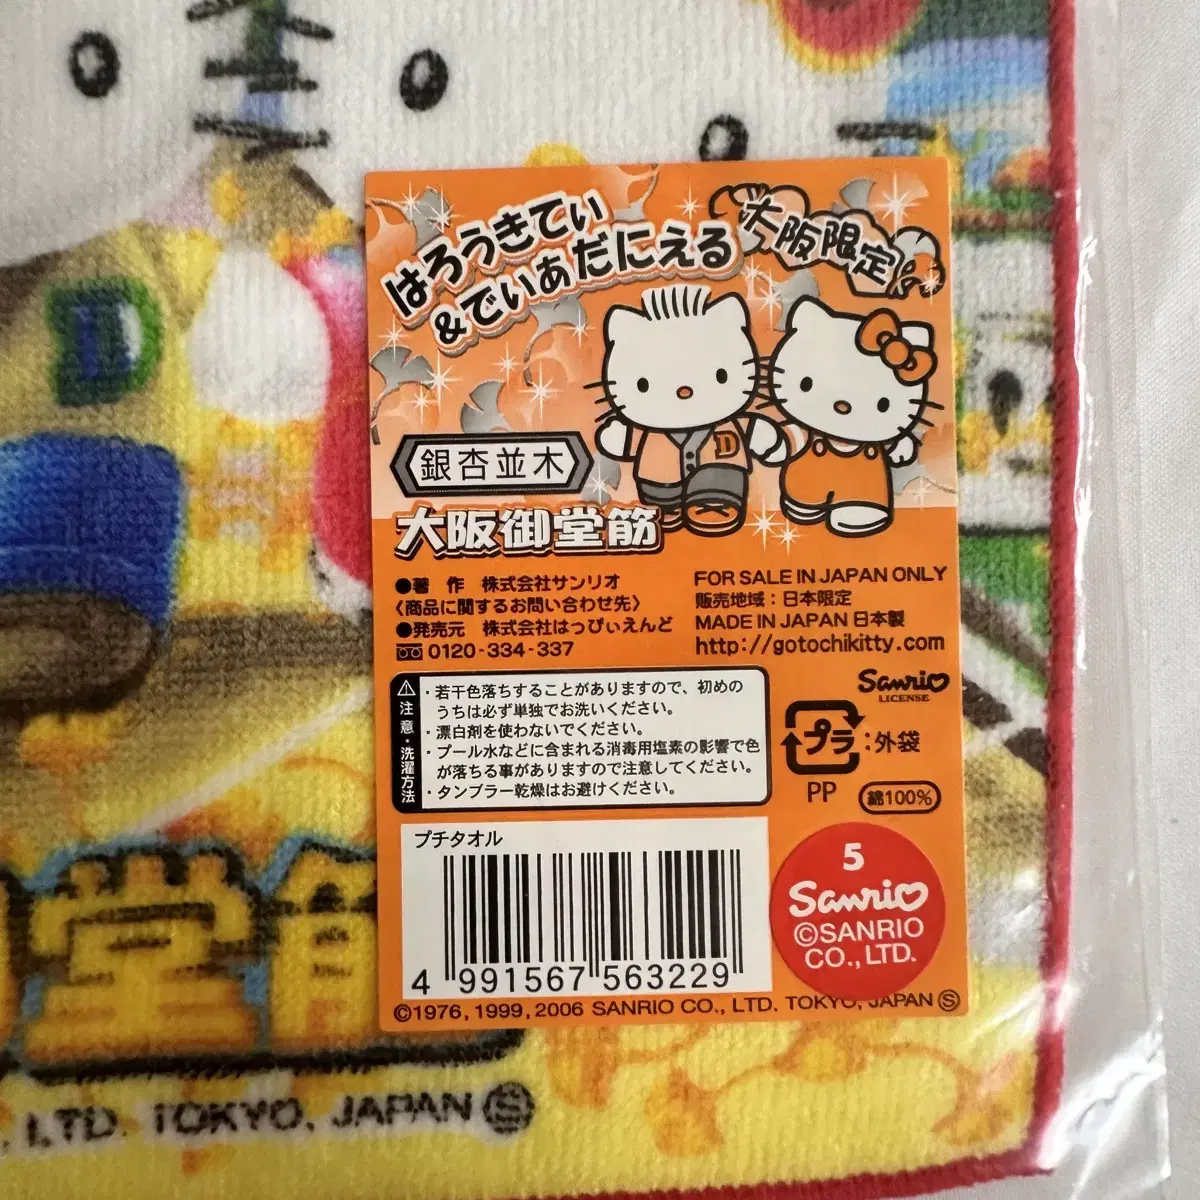 はろうきてぃ
&でぃあだにえる
大阪限定
D
D
銀杏並木
大阪御堂筋
●著 作 株式会社サンリオ
〈商品に関するお問い合わせ先〉
●発売元 株式会社はっぴぃえんど
0120-334-337
FOR SALE IN JAPAN ONLY
販売地域:日本限定
MADE IN JAPAN 日本製
http://gotochikitty.com
Sanrio
LICENSE
注意・洗濯方法
・若干色落ちすることがありますので、初めの
うちは必ず単独でお洗いください。
・漂白剤を使わないでください。
・プール水などに含まれる消毒用塩素の影響で色
が落ちる事がありますので注意してください。
・タンブラー乾燥はお避けください。
プラ:外袋
PP
綿100%
プチタオル
4 991567 563229
5
Sanrio
©SANRIO
CO., LTD.
©1976, 1999, 2006 SANRIO CO., LTD. TOKYO, JAPAN Ⓢ
堂
. LTD. TOKYO, JAPAN Ⓢ